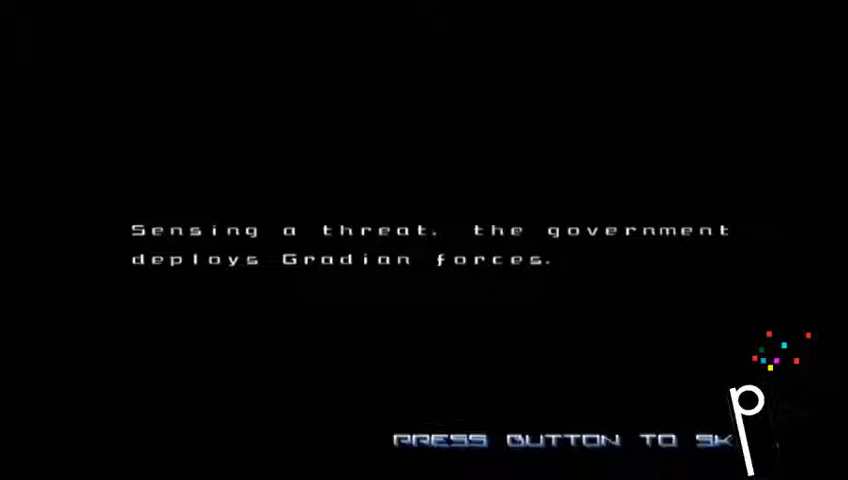 Sensing a threat, the government
deploys Gradian forces.
PRESS BUTTON TO SK
p